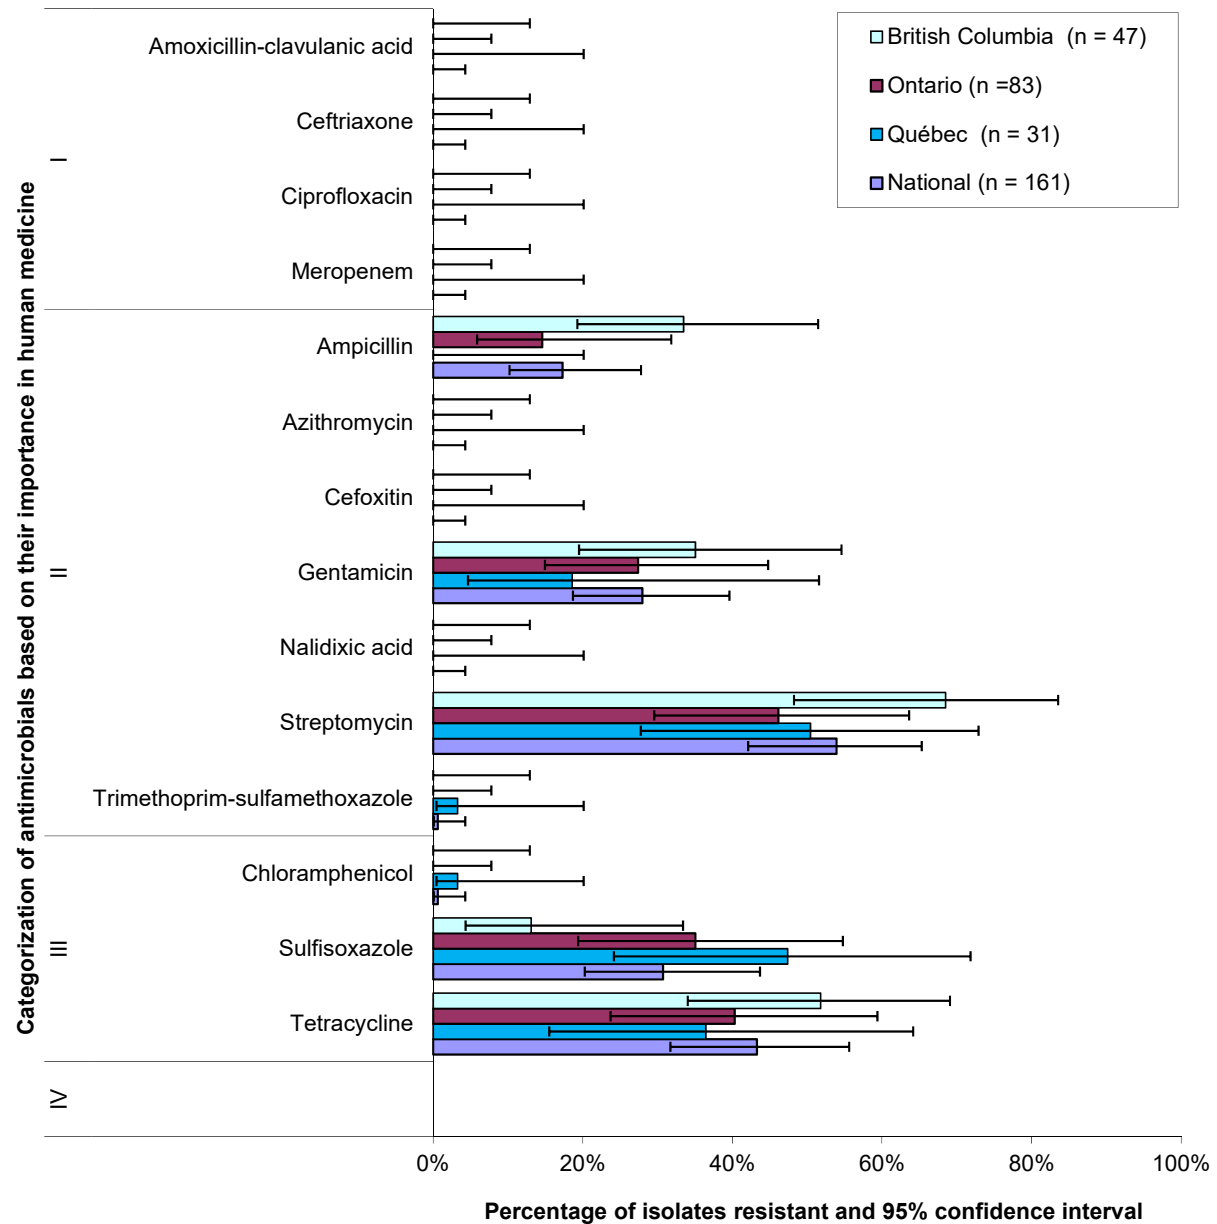 British Columbia  (n = 47)
Ontario (n =83)
Québec  (n = 31)
National (n = 161)
Categorization of antimicrobials based on their importance in human medicine
I
Amoxicillin-clavulanic acid
Ceftriaxone
Ciprofloxacin
Meropenem
II
Ampicillin
Azithromycin
Cefoxitin
Gentamicin
Nalidixic acid
Streptomycin
Trimethoprim-sulfamethoxazole
III
Chloramphenicol
Sulfisoxazole
Tetracycline
IV
0% 20% 40% 60% 80% 100%
Percentage of isolates resistant and 95% confidence interval